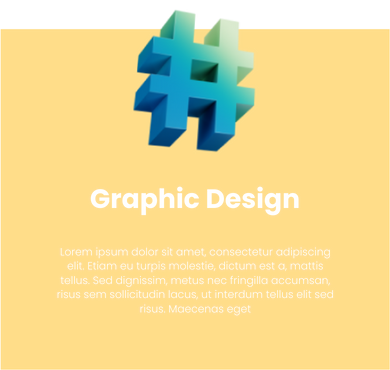 #
Graphic Design
Lorem ipsum dolor sit amet, consectetur adipiscing
elit. Etiam eu turpis molestie, dictum est a, mattis
tellus. Sed dignissim, metus nec fringilla accumsan,
risus sem sollicitudin lacus, ut interdum tellus elit sed
risus. Maecenas eget